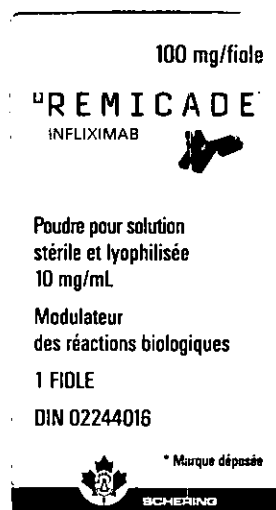 100 mg/fiole
REMICADE*
INFLIXIMAB
Poudre pour solution
stérile et lyophilisée
10 mg/mL
Modulateur
des réactions biologiques
1 FIOLE
DIN 02244016
* Marque déposée
SCHERING